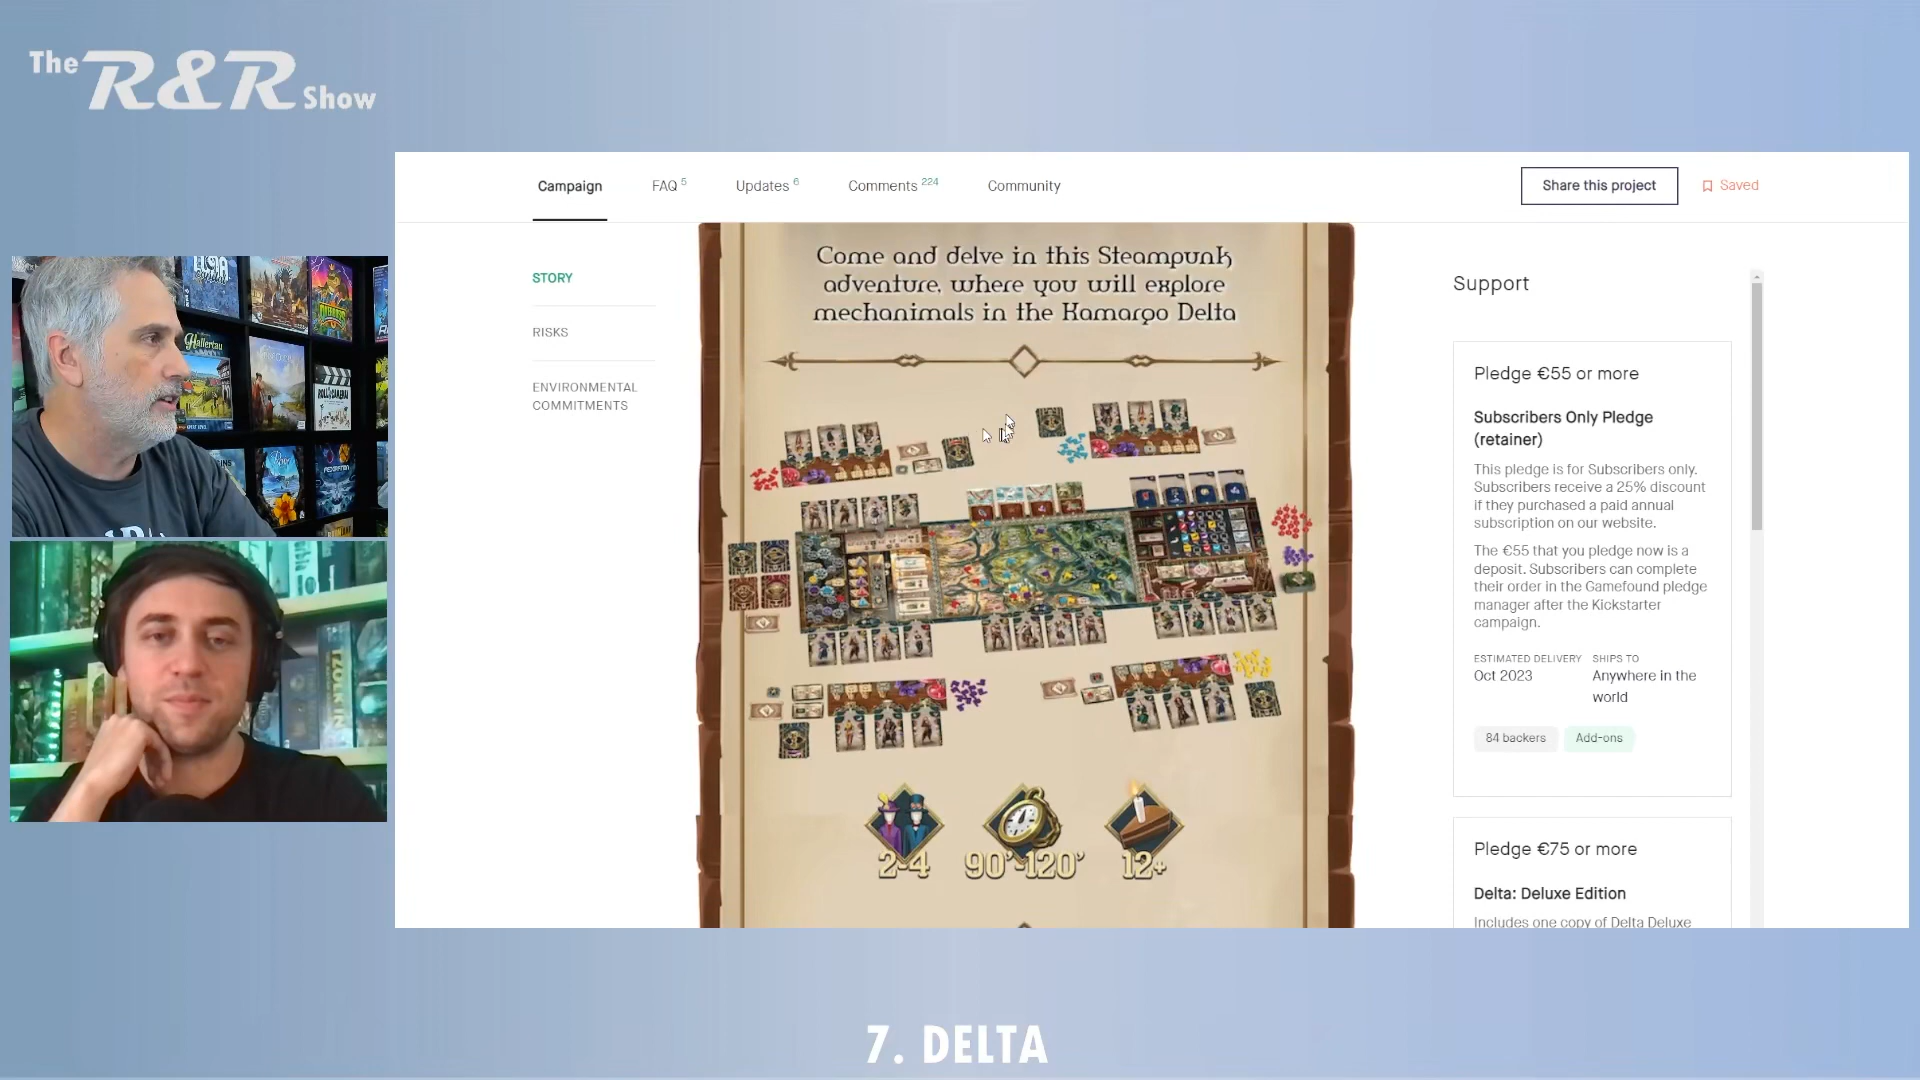 The R&R Show
Campaign
FAQ 5
Updates 6
Comments 224
Community
Share this project
Saved
STORY
RISKS
ENVIRONMENTAL
COMMITMENTS
Come and delve in this Steampunk
adventure, where you will explore
mechanimals in the Kamargo Delta
2-4
90'-120'
12+
Support
Pledge €55 or more
Subscribers Only Pledge
(retainer)
This pledge is for Subscribers only.
Subscribers receive a 25% discount
if they purchased a paid annual
subscription on our website.
The €55 that you pledge now is a
deposit. Subscribers can complete
their order in the Gamefound pledge
manager after the Kickstarter
campaign.
ESTIMATED DELIVERY
Oct 2023
SHIPS TO
Anywhere in the
world
84 backers
Add-ons
Pledge €75 or more
Delta: Deluxe Edition
Includes one copy of Delta Deluxe
Hallertau
TZOLKIN
7. DELTA